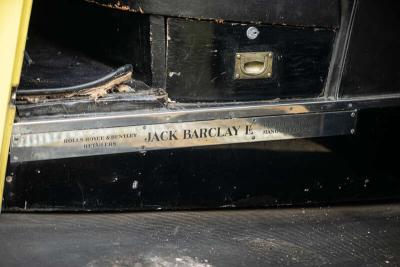 ROLLS-ROYCE & BENTLEY
RETAILERS
JACK BARCLAY L